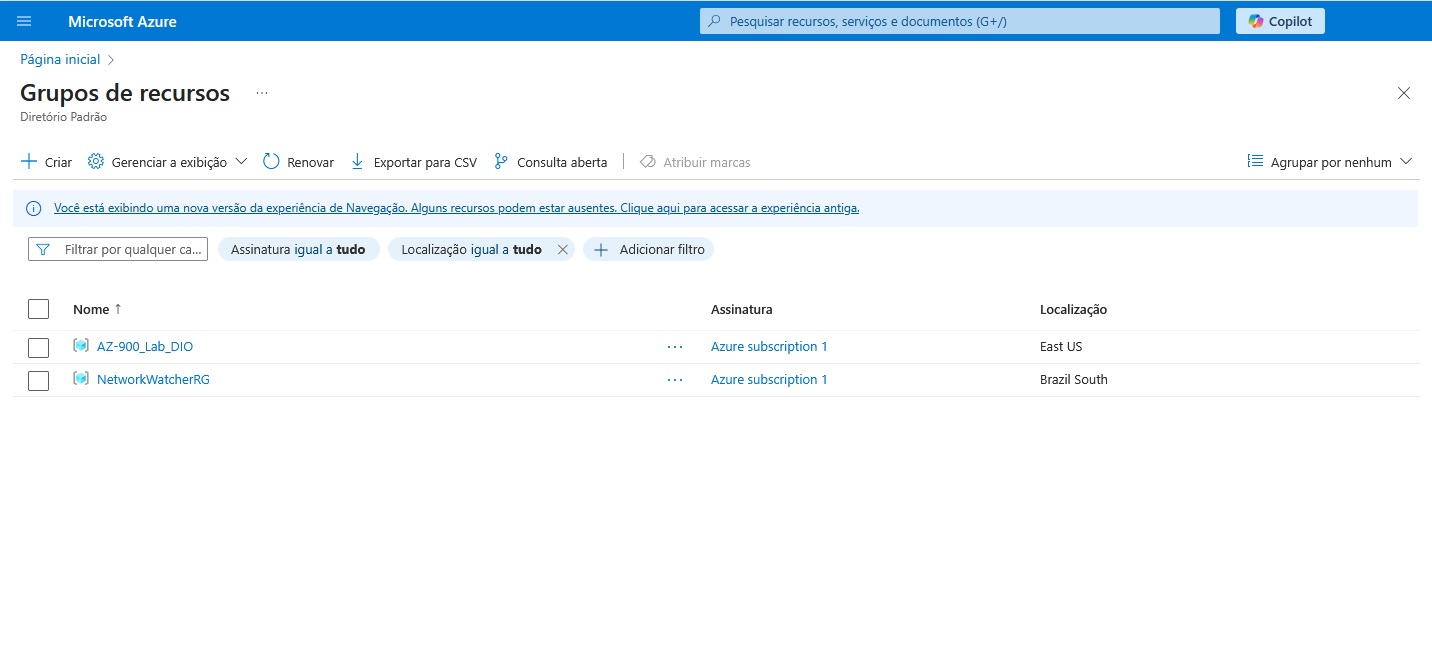 Microsoft Azure
Pesquisar recursos, serviços e documentos (G+/)
Copilot
Página inicial
Grupos de recursos
...
Diretório Padrão
Criar Gerenciar a exibição Renovar Exportar para CSV Consulta aberta Atribuir marcas Agrupar por nenhum
Você está exibindo uma nova versão da experiência de Navegação. Alguns recursos podem estar ausentes. Clique aqui para acessar a experiência antiga.
Filtrar por qualquer ca... Assinatura igual a tudo Localização igual a tudo Adicionar filtro
Nome ↑ Assinatura Localização
AZ-900_Lab_DIO ... Azure subscription 1 East US
NetworkWatcherRG ... Azure subscription 1 Brazil South